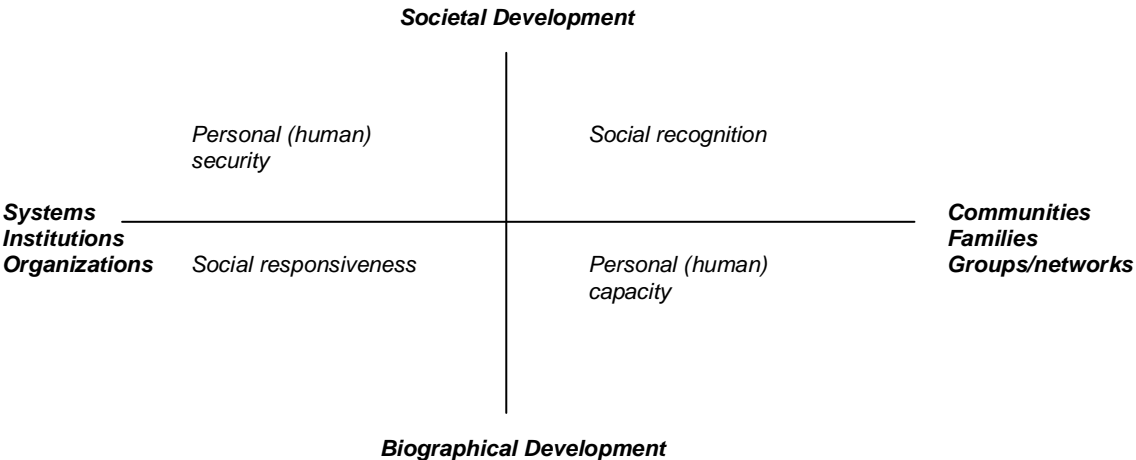 Societal Development
Personal (human)
security
Social recognition
Systems
Institutions
Organizations
Communities
Families
Groups/networks
Social responsiveness
Personal (human)
capacity
Biographical Development